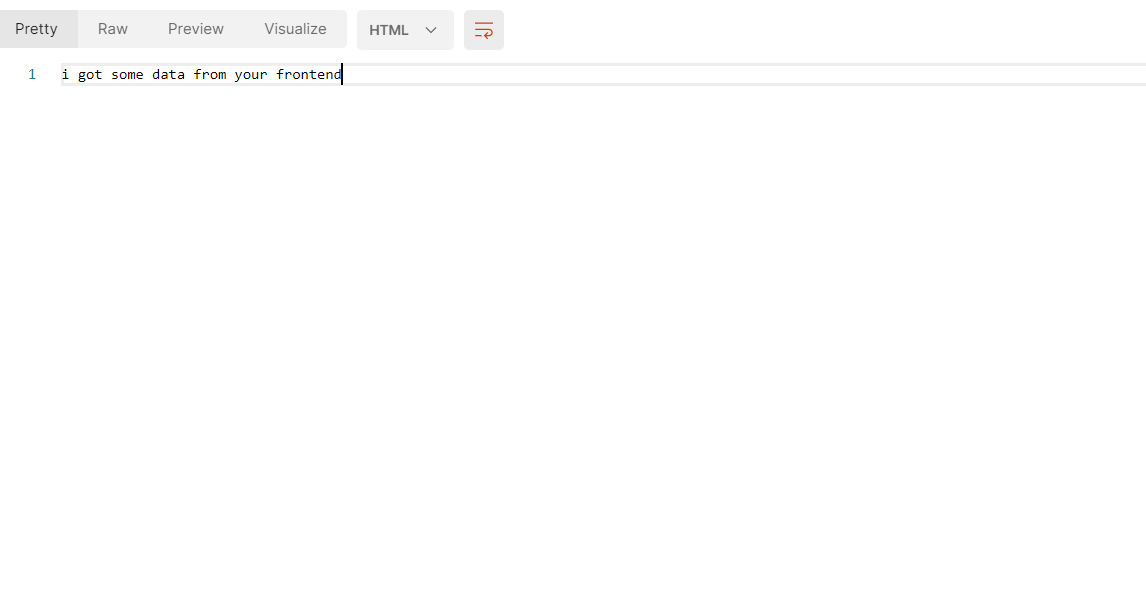 Pretty Raw Preview Visualize HTML
1 i got some data from your frontend